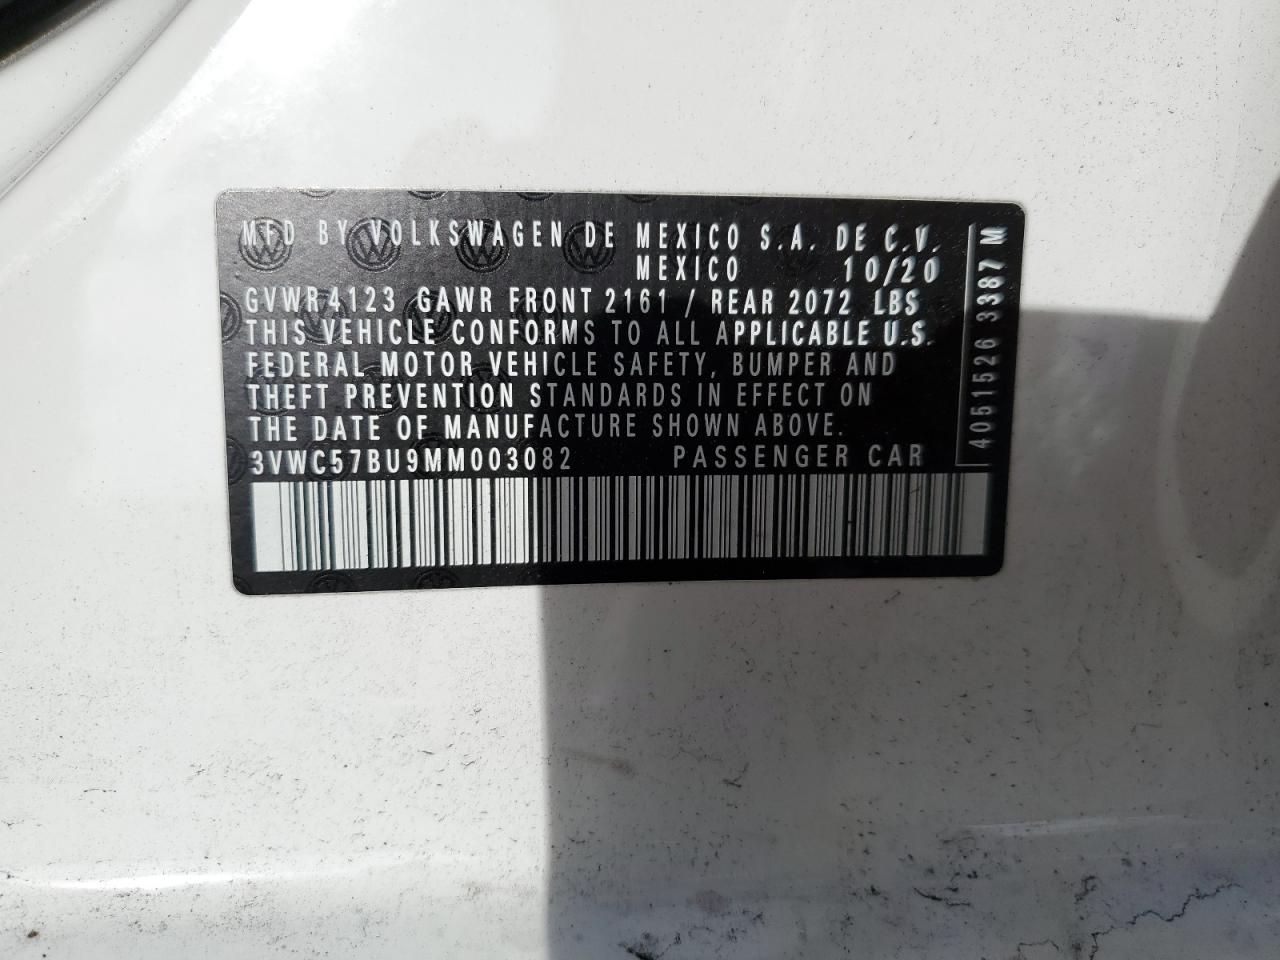 MFD BY VOLKSWAGEN DE MEXICO S.A. DE C.V.
MEXICO 10/20
GVWR 4123 GAWR FRONT 2161 / REAR 2072 LBS
THIS VEHICLE CONFORMS TO ALL APPLICABLE U.S.
FEDERAL MOTOR VEHICLE SAFETY, BUMPER AND
THEFT PREVENTION STANDARDS IN EFFECT ON
THE DATE OF MANUFACTURE SHOWN ABOVE.
3VWC57BU9MM003082 PASSENGER CAR
4051526 3387 M